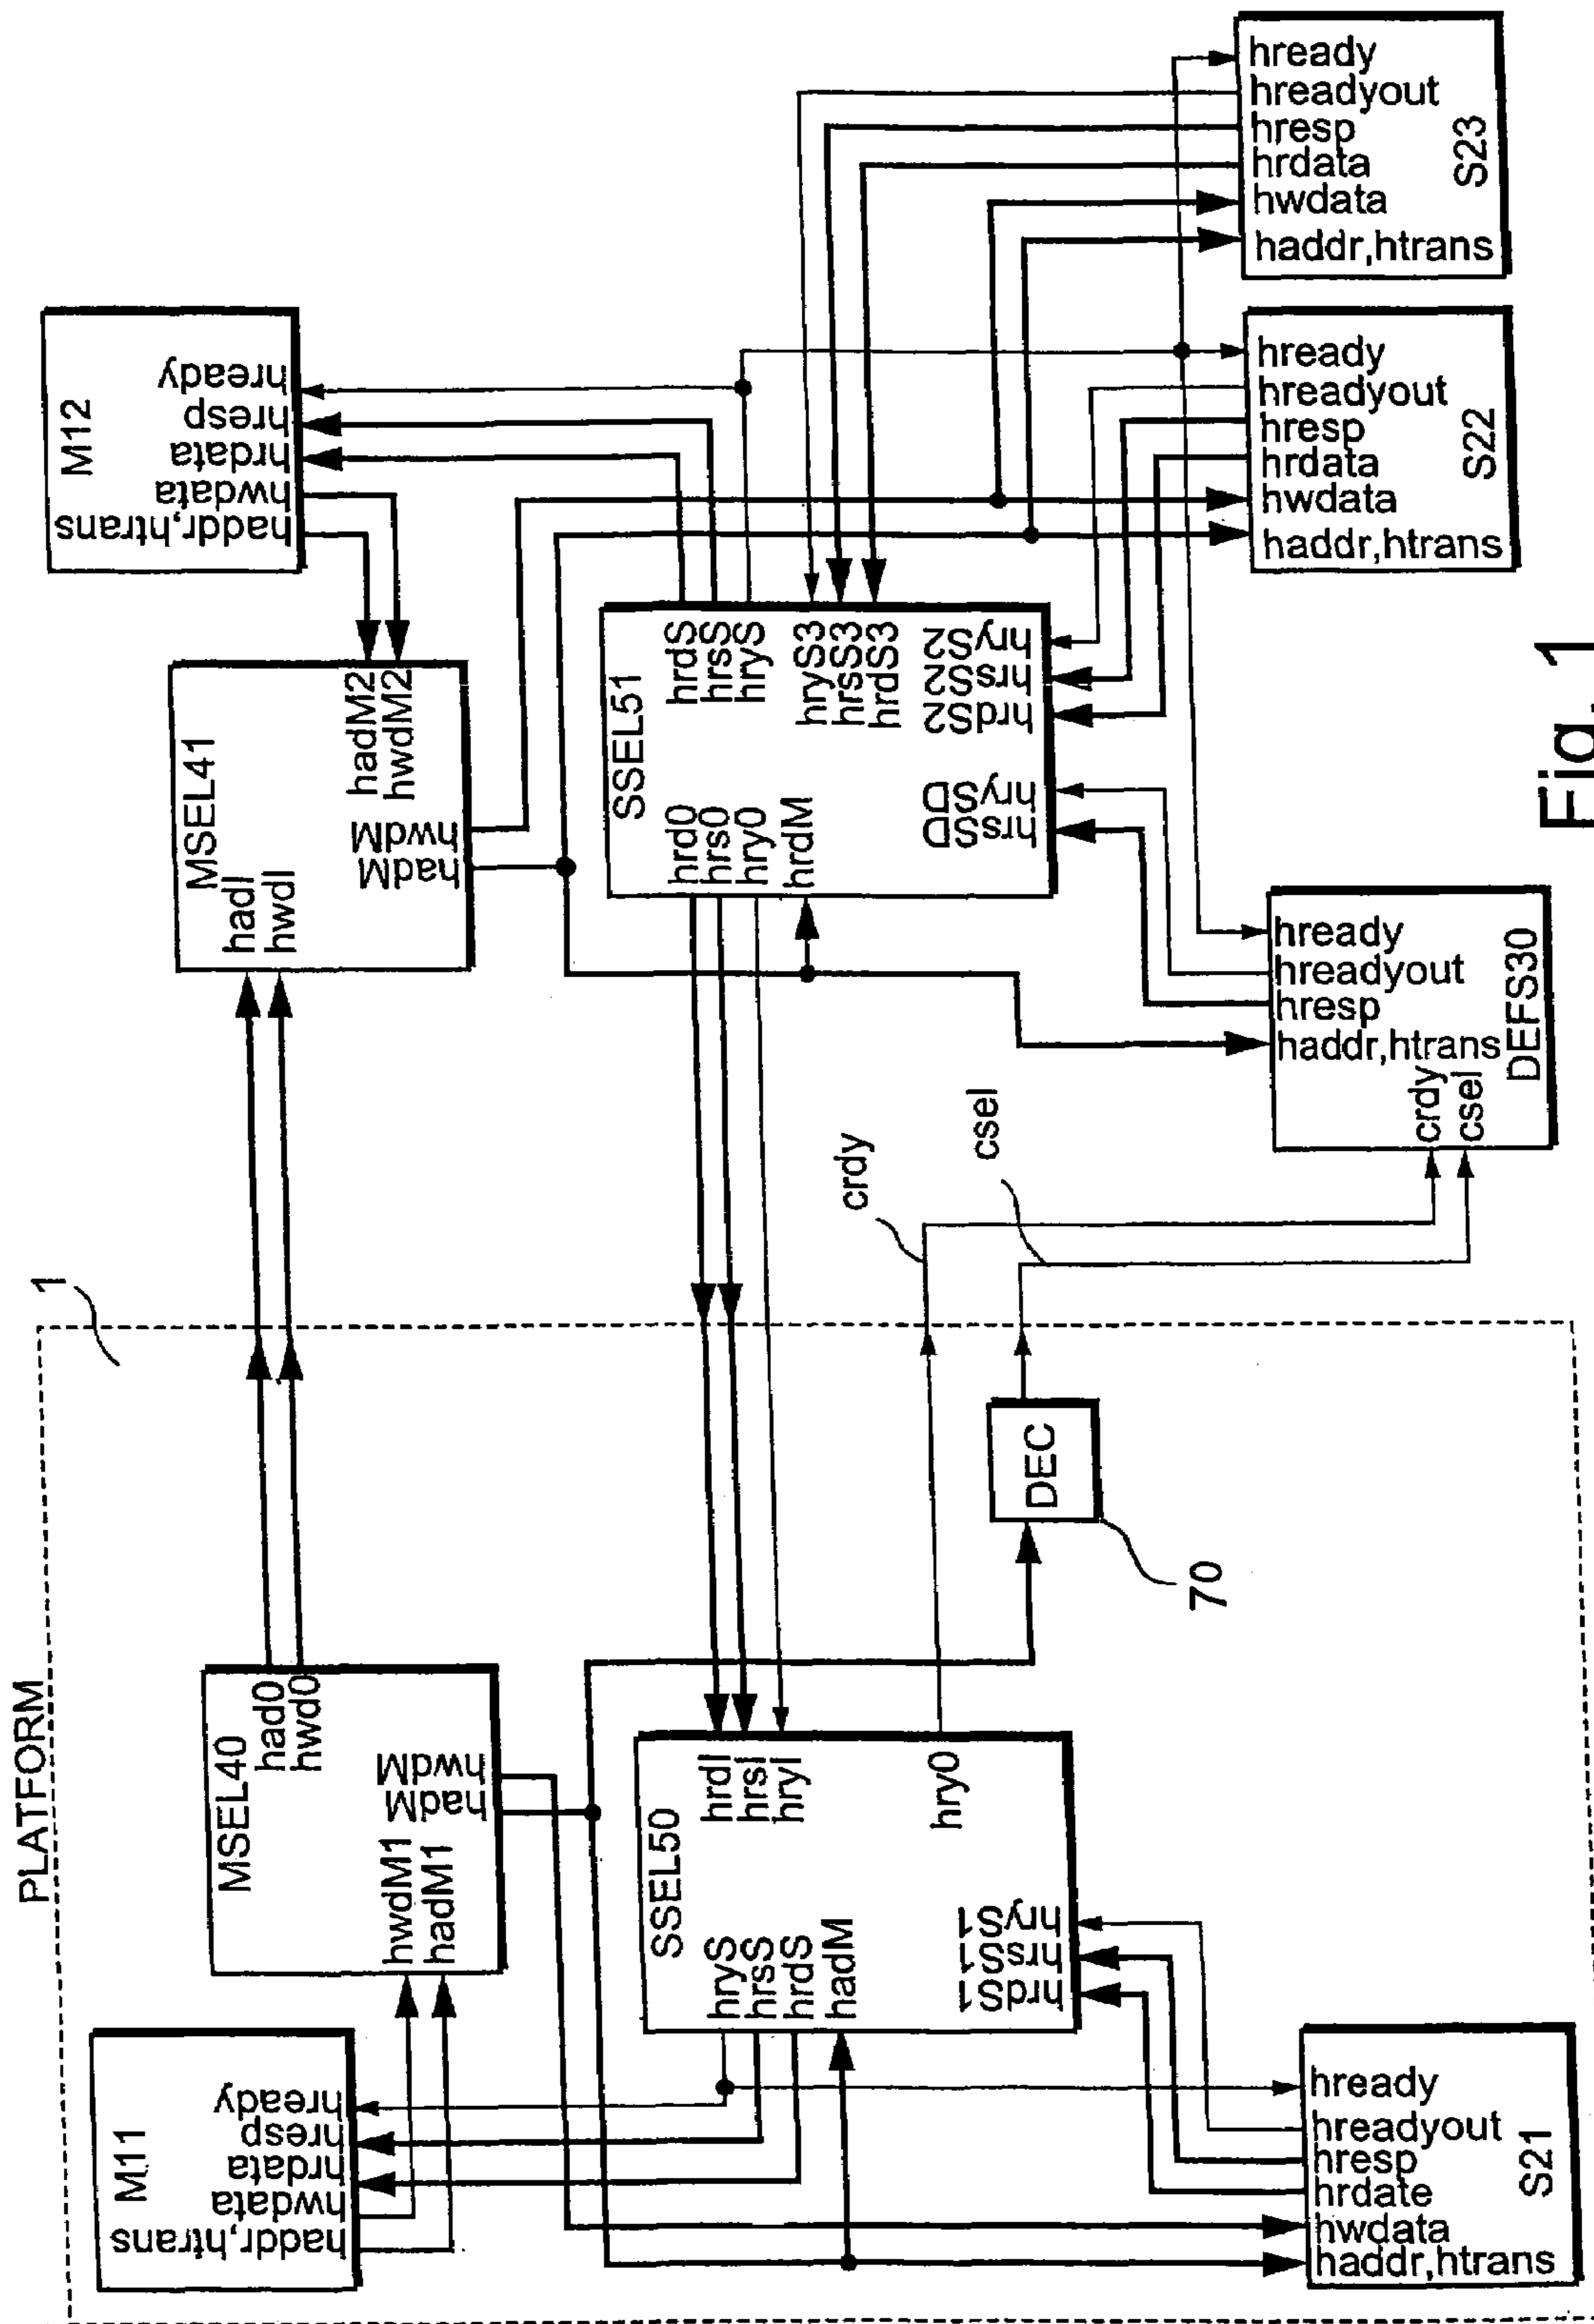 PLATFORM
1
M11
hready
hresp
hrdata
hwdata
haddr,htrans
MSEL40
had0
hwd0
hwdM
hadM
hwdM1
hadM1
SSEL50
hrdI
hrsI
hryI
hry0
hryS
hrsS
hrdS
hadM
hryS1
hrsS1
hrdS1
S21
hready
hreadyout
hresp
hrdate
hwdata
haddr,htrans
DEC
70
crdy
csel
MSEL41
hadI
hwdI
hadM2
hwdM2
hwdM
hadM
M12
hready
hresp
hrdata
hwdata
haddr,htrans
SSEL51
hrd0
hrs0
hry0
hrdM
hrdS
hrsS
hryS
hryS3
hrsS3
hrdS3
hryS2
hrsS2
hrdS2
hrySD
hrsSD
DEFS30
hready
hreadyout
hresp
haddr,htrans
crdy
csel
S22
hready
hreadyout
hresp
hrdata
hwdata
haddr,htrans
S23
hready
hreadyout
hresp
hrdata
hwdata
haddr,htrans
Fig. 1